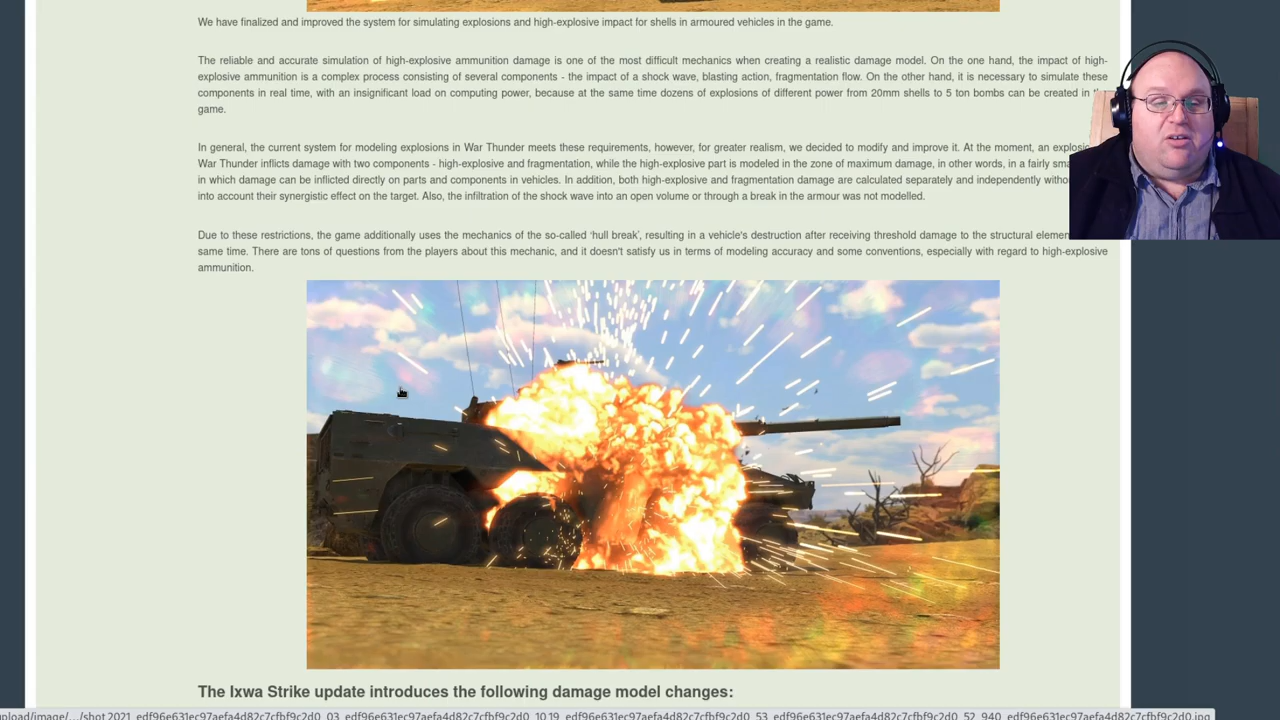 We have finalized and improved the system for simulating explosions and high-explosive impact for shells in armoured vehicles in the game.
The reliable and accurate simulation of high-explosive ammunition damage is one of the most difficult mechanics when creating a realistic damage model. On the one hand, the impact of high-
explosive ammunition is a complex process consisting of several components - the impact of a shock wave, blasting action, fragmentation flow. On the other hand, it is necessary to simulate these
components in real time, with an insignificant load on computing power, because at the same time dozens of explosions of different power from 20mm shells to 5 ton bombs can be created in
game.
In general, the current system for modeling explosions in War Thunder meets these requirements, however, for greater realism, we decided to modify and improve it. At the moment, an
War Thunder inflicts damage with two components - high-explosive and fragmentation, while the high-explosive part is modeled in the zone of maximum damage, in other words, in a fairly
in which damage can be inflicted directly on parts and components in vehicles. In addition, both high-explosive and fragmentation damage are calculated separately and independently
into account their synergistic effect on the target. Also, the infiltration of the shock wave into an open volume or through a break in the armour was not modelled.
Due to these restrictions, the game additionally uses the mechanics of the so-called 'hull break', resulting in a vehicle's destruction after receiving threshold damage to the structural
same time. There are tons of questions from the players about this mechanic, and it doesn't satisfy us in terms of modeling accuracy and some conventions, especially with regard to high-explosive
ammunition.
The Ixwa Strike update introduces the following damage model changes: